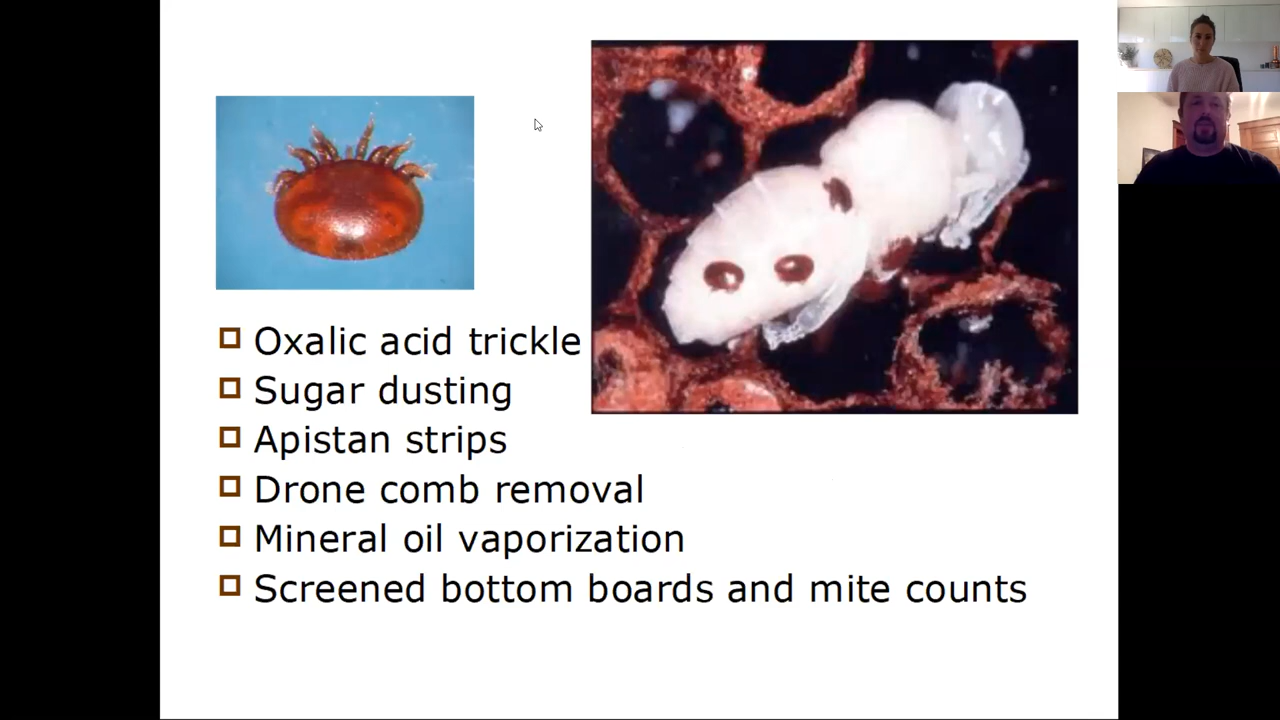 Oxalic acid trickle
Sugar dusting
Apistan strips
Drone comb removal
Mineral oil vaporization
Screened bottom boards and mite counts